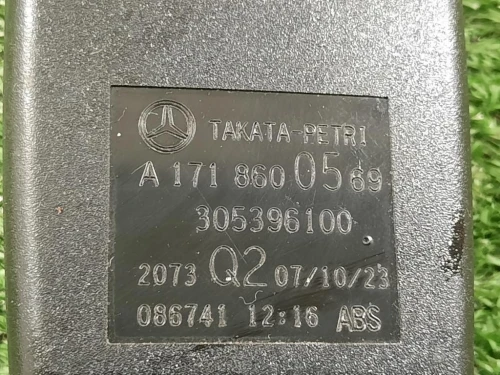 TAKATA-PETRI
A 171 860 05 69
305396100
2073 Q2 07/10/23
086741 12:16 ABS